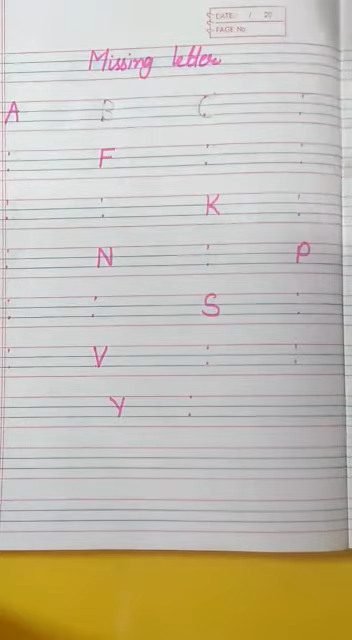 DATE: / 20
PAGE No
Missing letter
A B C
F
K
N P
S
V
Y